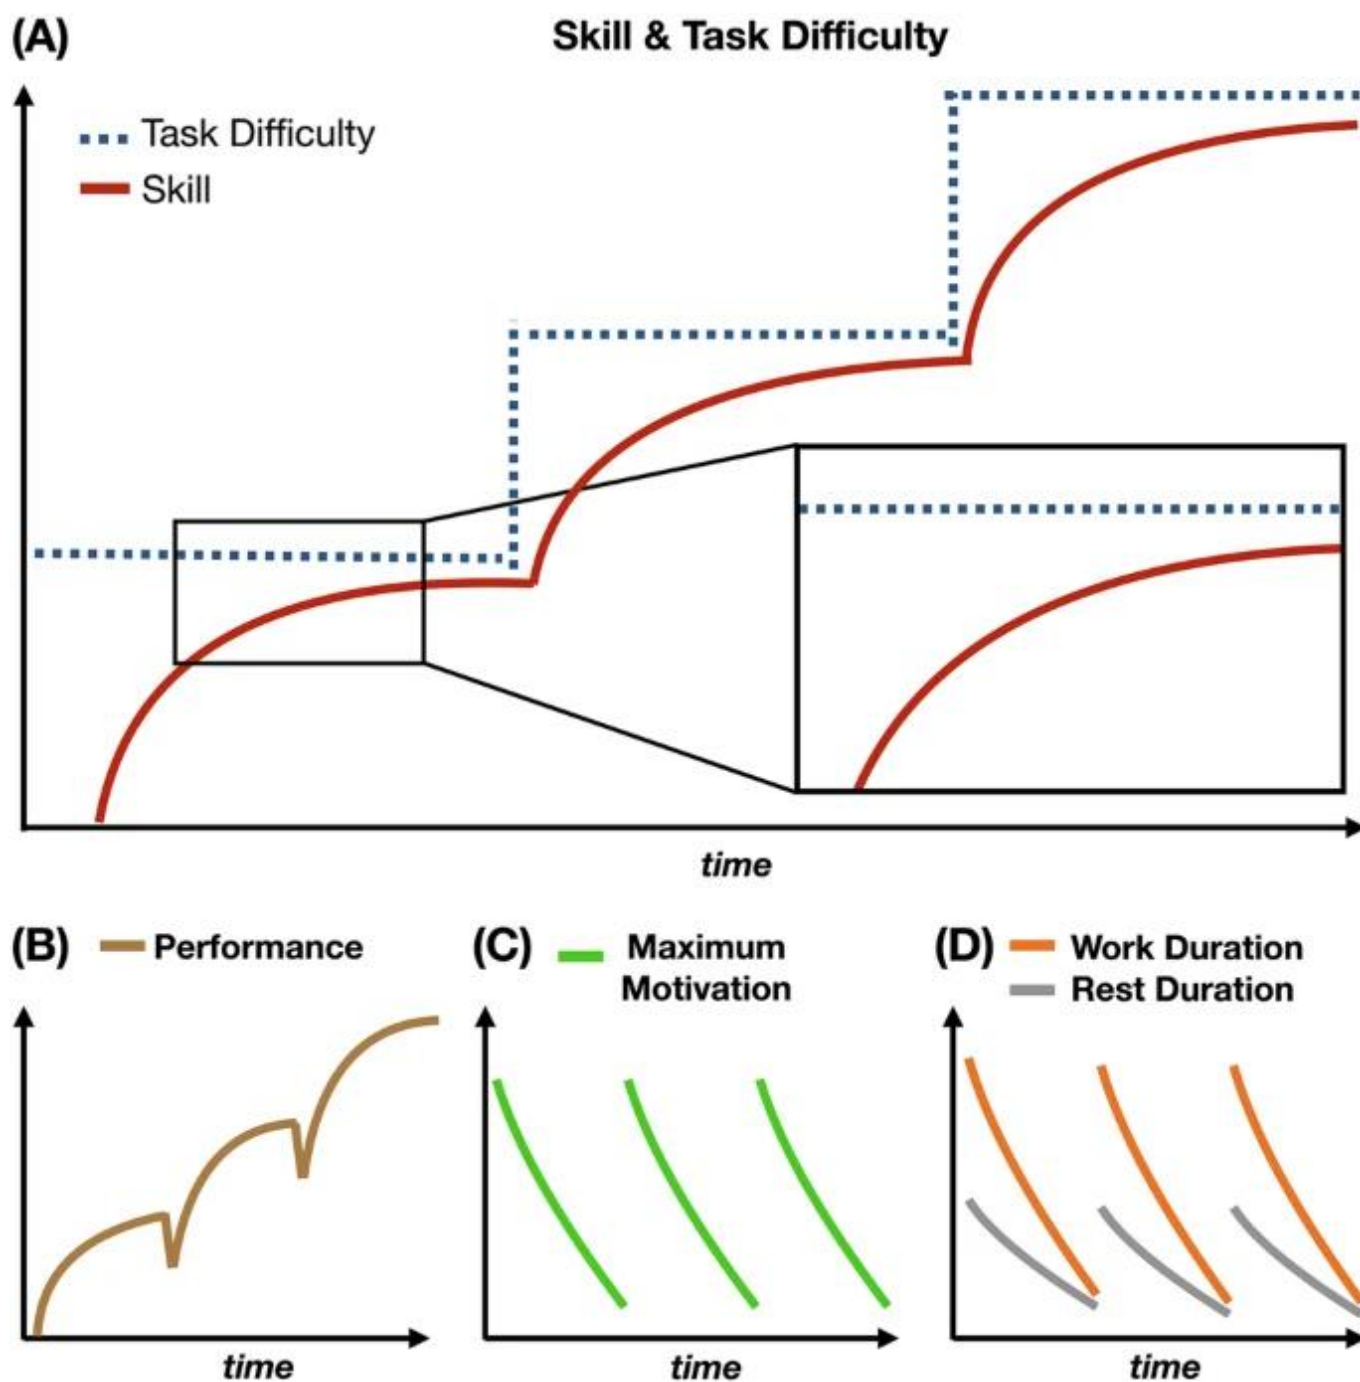 (A)
Skill & Task Difficulty
Task Difficulty
Skill
time
(B)
Performance
time
(C)
Maximum
Motivation
time
(D)
Work Duration
Rest Duration
time